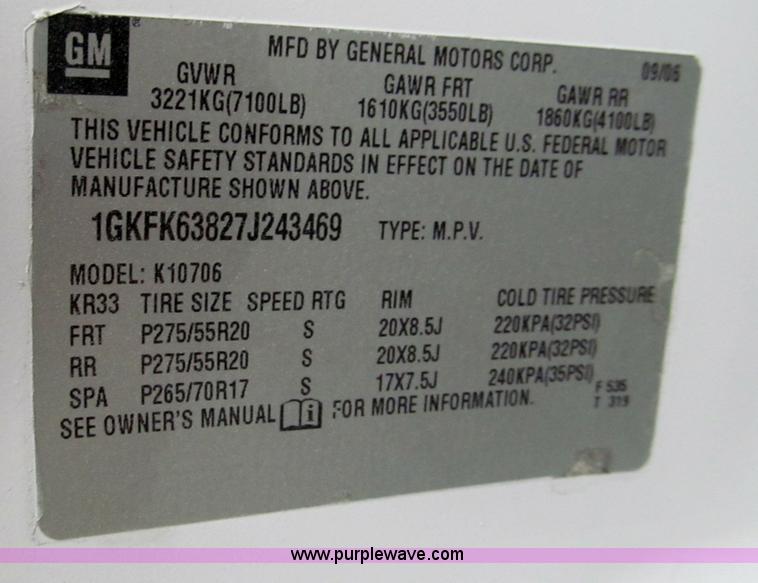 GM
MFD BY GENERAL MOTORS CORP. 09/06
GVWR GAWR FRT GAWR RR
3221KG(7100LB) 1610KG(3550LB) 1860KG(4100LB)
THIS VEHICLE CONFORMS TO ALL APPLICABLE U.S. FEDERAL MOTOR
VEHICLE SAFETY STANDARDS IN EFFECT ON THE DATE OF
MANUFACTURE SHOWN ABOVE.
1GKFK63827J243469 TYPE: M.P.V.
MODEL: K10706
KR33 TIRE SIZE SPEED RTG RIM COLD TIRE PRESSURE
FRT P275/55R20 S 20X8.5J 220KPA(32PSI)
RR P275/55R20 S 20X8.5J 220KPA(32PSI)
SPA P265/70R17 S 17X7.5J 240KPA(35PSI)
F 535
T 319
SEE OWNER'S MANUAL i FOR MORE INFORMATION.
www.purplewave.com